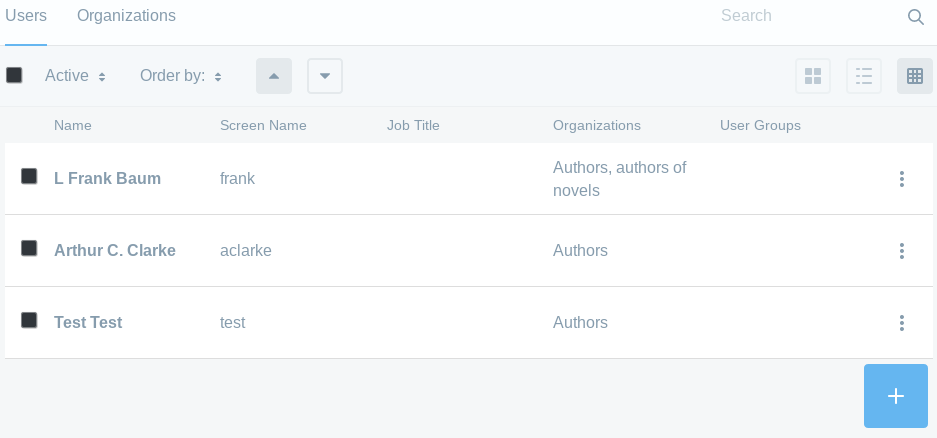 Users Organizations Search
Active Order by:
Name Screen Name Job Title Organizations User Groups
L Frank Baum frank Authors, authors of
novels
Arthur C. Clarke aclarke Authors
Test Test test Authors